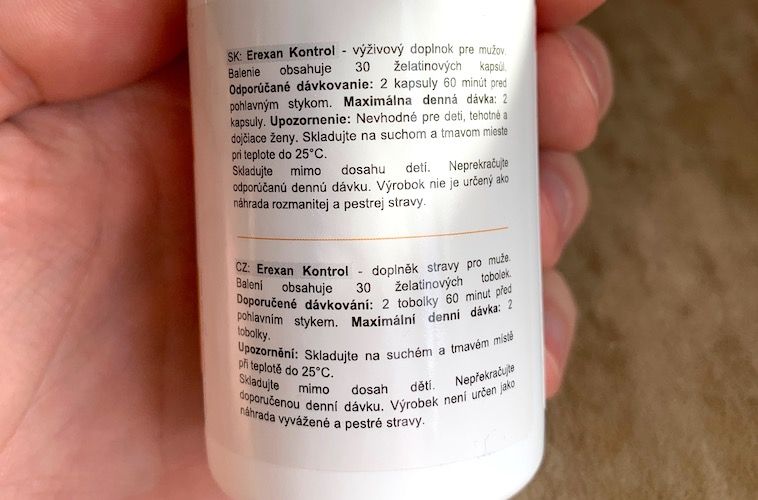 SK: Erexan Kontrol - výživový doplnok pre mužov.
Balenie obsahuje 30 želatinových kapsúl.
Odporúčané dávkovanie: 2 kapsuly 60 minút pred
pohlavným stykom. Maximálna denná dávka: 2
kapsuly. Upozornenie: Nevhodné pre deti, tehotné a
dojčiace ženy. Skladujte na suchom a tmavom mieste
pri teplote do 25°C.
Skladujte mimo dosahu detí. Neprekračujte
odporúčanú dennú dávku. Výrobok nie je určený ako
náhrada rozmanitej a pestrej stravy.
CZ: Erexan Kontrol - doplněk stravy pro muže.
Balení obsahuje 30 želatinových tobolek.
Doporučené dávkování: 2 tobolky 60 minut před
pohlavním stykem. Maximální denní dávka: 2
tobolky.
Upozornění: Skladujte na suchém a tmavém místě
při teplotě do 25°C.
Skladujte mimo dosah dětí. Nepřekračujte
doporučenou denní dávku. Výrobek není určen jako
náhrada vyvážené a pestré stravy.